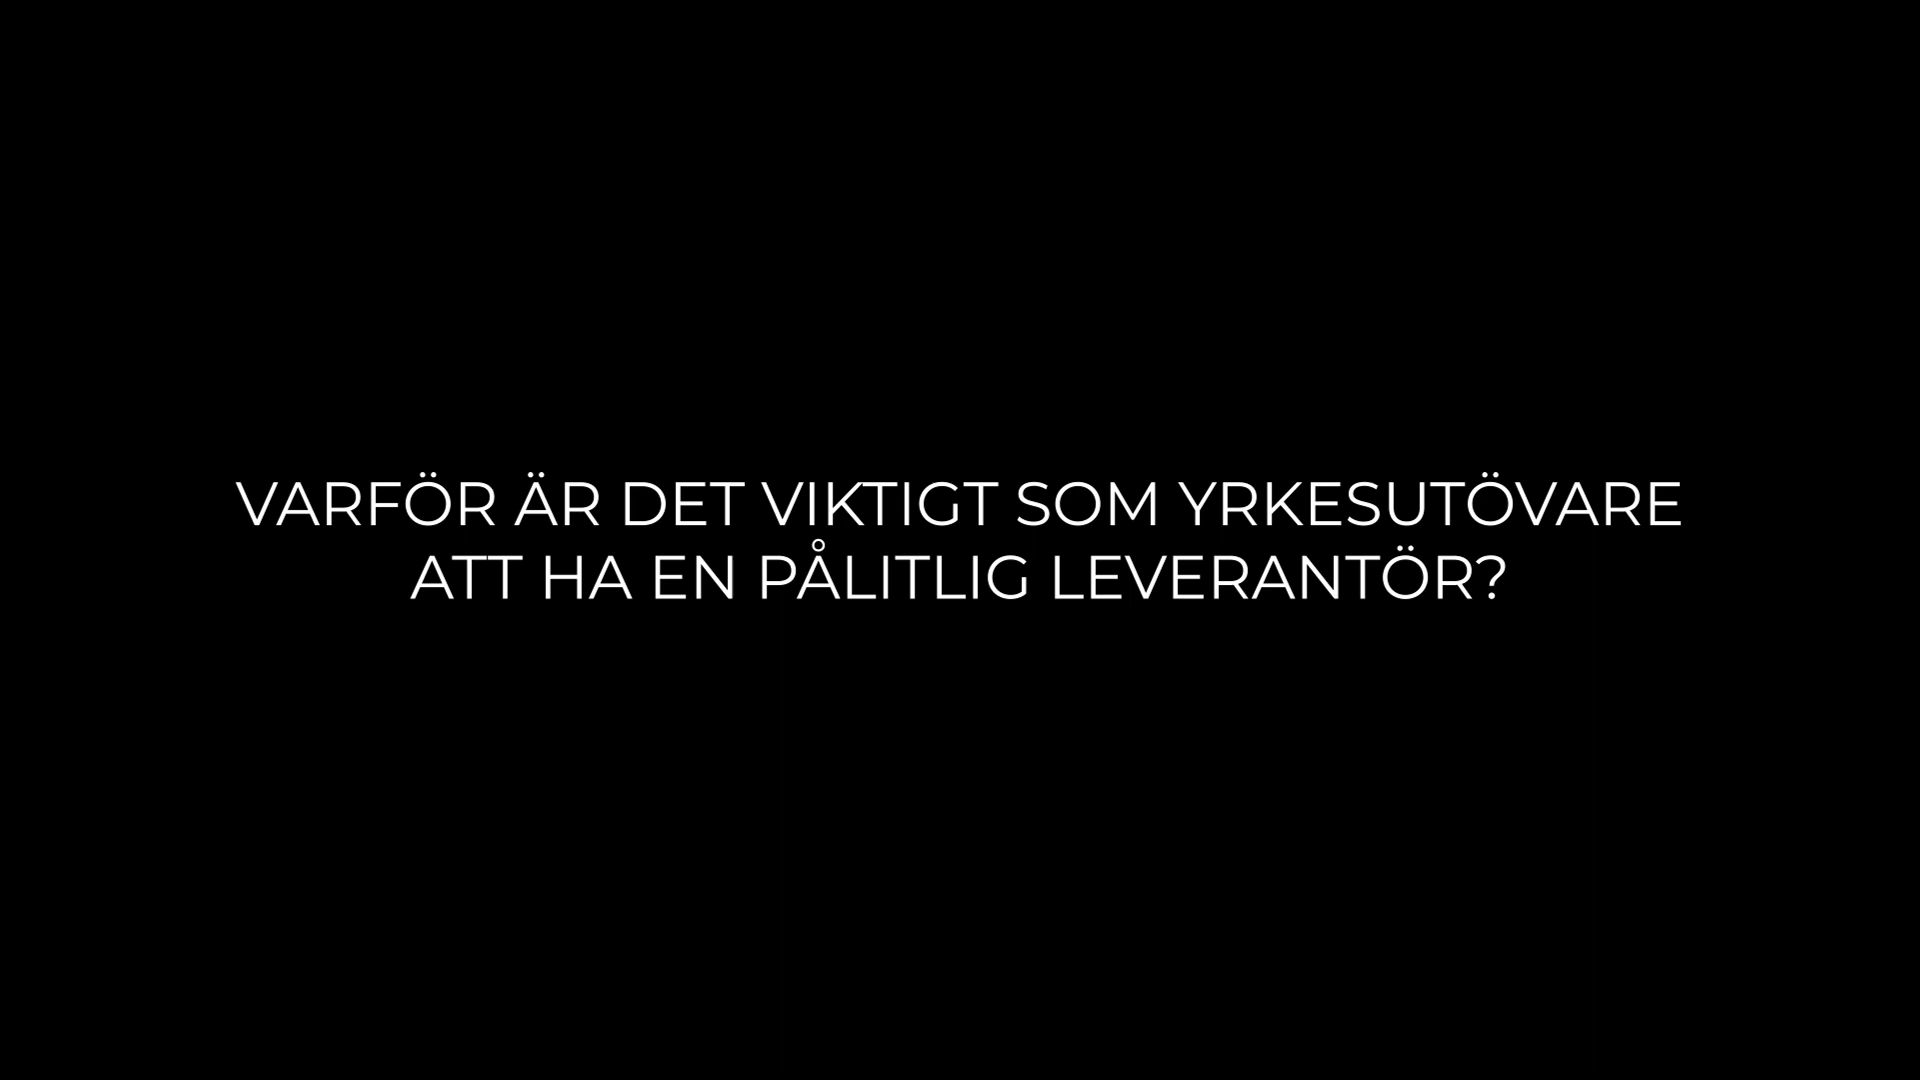 VARFÖR ÄR DET VIKTIGT SOM YRKESUTÖVARE
ATT HA EN PÅLITLIG LEVERANTÖR?